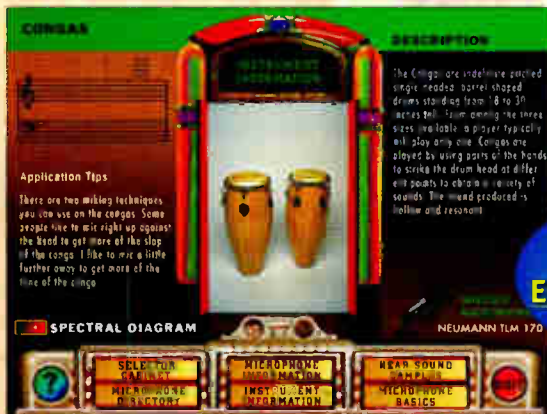 CONGAS
INSTRUMENT
INFORMATION
DESCRIPTION
The Congas are indefinite pitched
single headed barrel shaped
drums standing from 18 to 30
inches tall. From among the three
sizes available a player typically
will play only one. Congas are
played by using parts of the hands
to strike the drum head at differ
ent points to obtain a variety of
sounds. The sound produced is
hollow and resonant
Application Tips
There are two miking techniques
you can use on the congas. Some
people like to mic right up against
the head to get more of the slap
of the conga. I like to mic a little
further away to get more of the
tone of the conga
SPECTRAL DIAGRAM
NEUMANN TLM 170
E
?
SELECTOR
CABINET
MICROPHONE
DIRECTORY
MICROPHONE
INFORMATION
INSTRUMENT
INFORMATION
HEAR SOUND
SAMPLES
MICROPHONE
BASICS